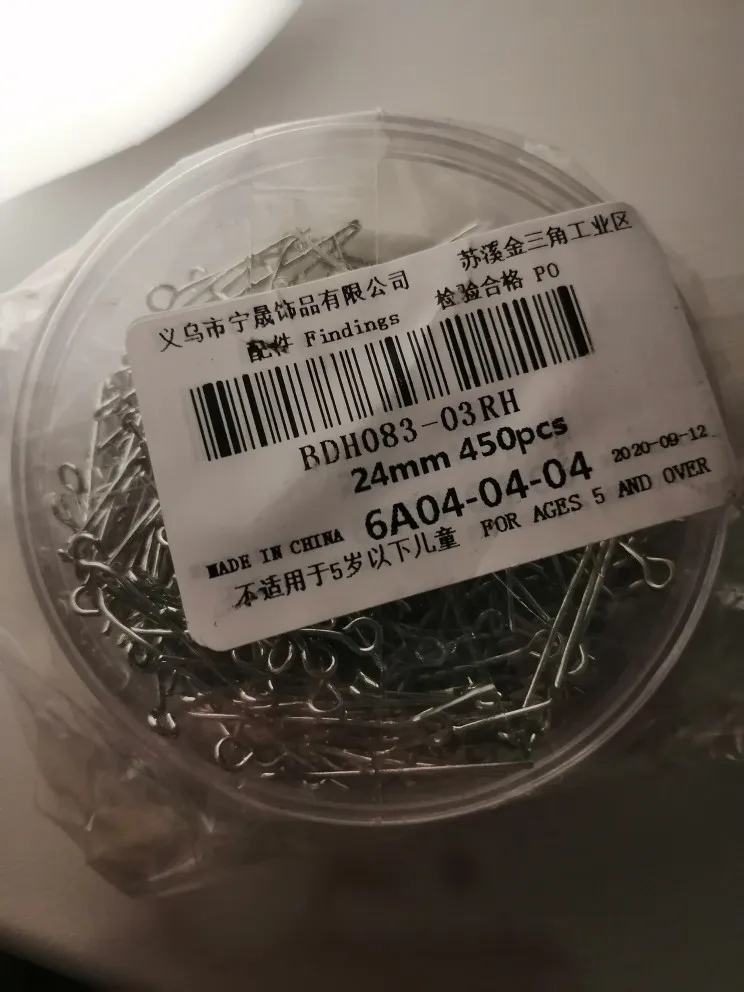 义乌市宁晟饰品有限公司 苏溪金三角工业区
配件 Findings 检验合格 PO
BDH083-03RH
24mm 450pcs
6A04-04-04 2020-09-12
MADE IN CHINA FOR AGES 5 AND OVER
不适用于5岁以下儿童